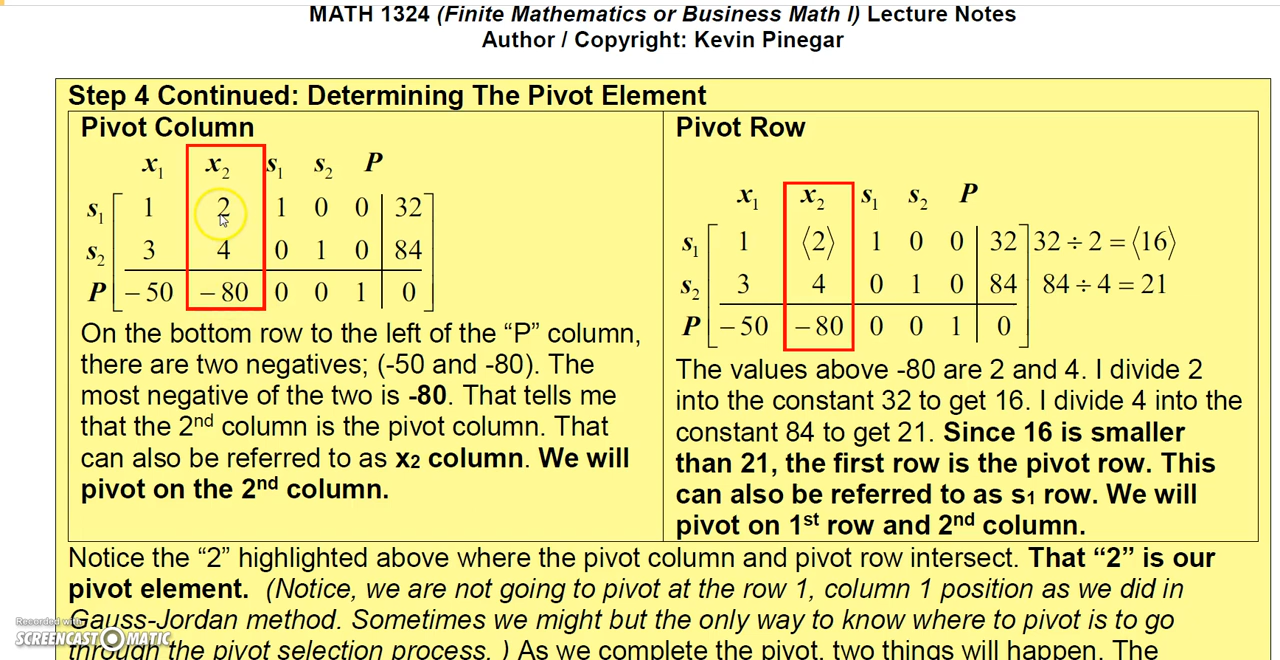 MATH 1324 (Finite Mathematics or Business Math I) Lecture Notes
Author / Copyright: Kevin Pinegar
Step 4 Continued: Determining The Pivot Element
Pivot Column
x₁ x₂ s₁ s₂ P
s₁ 1 2 1 0 0 32
s₂ 3 4 0 1 0 84
P −50 −80 0 0 1 0
On the bottom row to the left of the “P” column,
there are two negatives; (-50 and -80). The
most negative of the two is -80. That tells me
that the 2nd column is the pivot column. That
can also be referred to as x2 column. We will
pivot on the 2nd column.
Pivot Row
x₁ x₂ s₁ s₂ P
s₁ 1 ⟨2⟩ 1 0 0 32 32 ÷ 2 = ⟨16⟩
s₂ 3 4 0 1 0 84 84 ÷ 4 = 21
P −50 −80 0 0 1 0
The values above -80 are 2 and 4. I divide 2
into the constant 32 to get 16. I divide 4 into the
constant 84 to get 21. Since 16 is smaller
than 21, the first row is the pivot row. This
can also be referred to as s1 row. We will
pivot on 1st row and 2nd column.
Notice the “2” highlighted above where the pivot column and pivot row intersect. That “2” is our
pivot element. (Notice, we are not going to pivot at the row 1, column 1 position as we did in
Gauss-Jordan method. Sometimes we might but the only way to know where to pivot is to go
through the pivot selection process. ) As we complete the pivot, two things will happen. The
Recorded with
SCREENCAST-O-MATIC